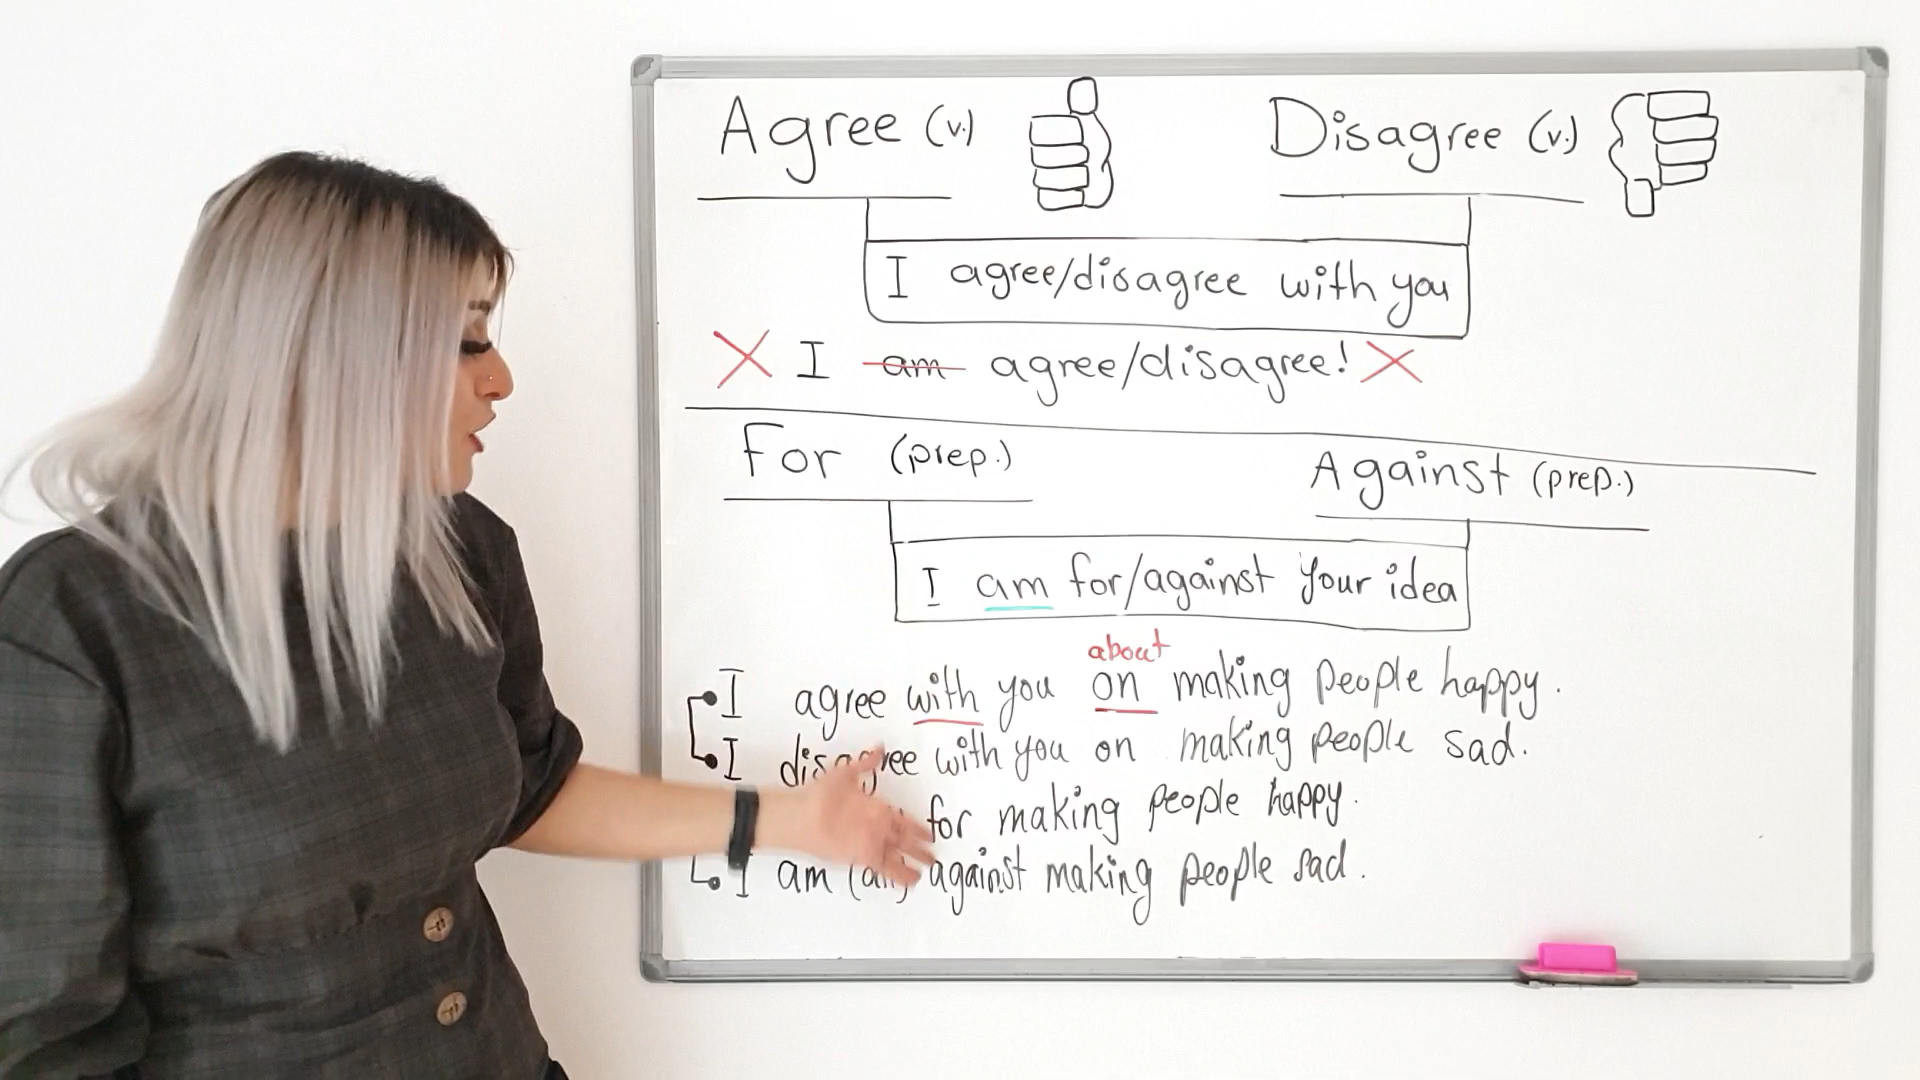 Agree (v.) Disagree (v.)
I agree/disagree with you
I am agree/disagree!
For (prep.) Against (prep.)
I am for/against your idea
about
I agree with you on making people happy.
I disagree with you on making people sad.
for making people happy.
I am against making people sad.